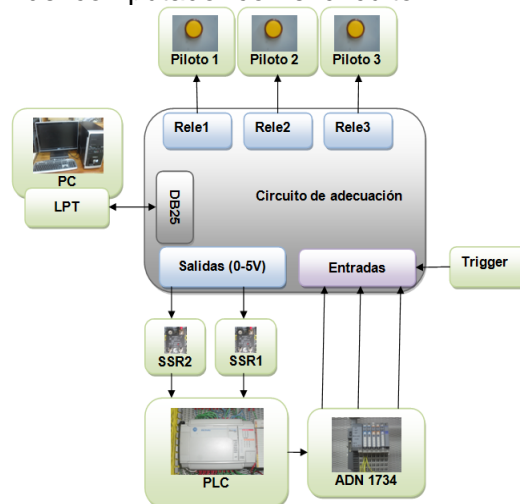 Piloto 1
Piloto 2
Piloto 3
Rele1
Rele2
Rele3
PC
LPT
DB25
Circuito de adecuación
Salidas (0-5V)
Entradas
Trigger
SSR2
SSR1
PLC
ADN 1734